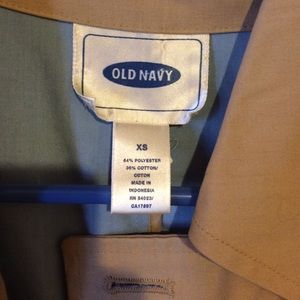 OLD NAVY
XS
64% POLYESTER
36% COTTON/
COTON
MADE IN
INDONESIA
RN 54023/
CA17897